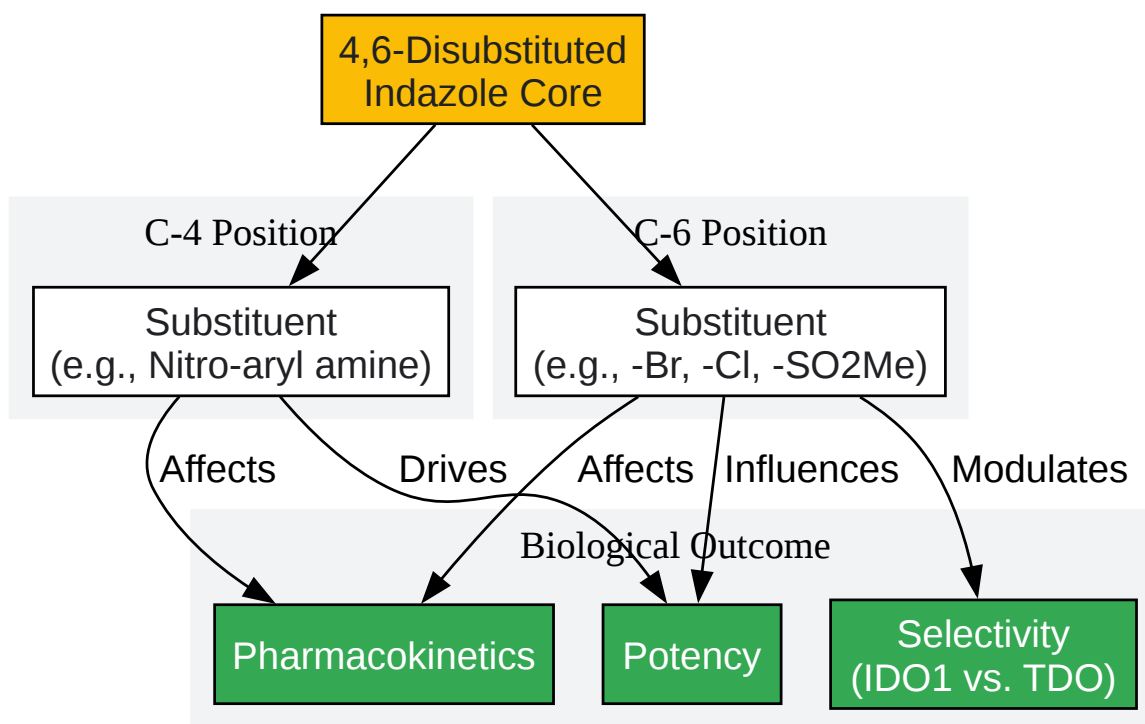 4,6-Disubstituted
Indazole Core
C-4 Position
C-6 Position
Substituent
(e.g., Nitro-aryl amine)
Substituent
(e.g., -Br, -Cl, -SO2Me)
Affects
Drives
Affects
Influences
Modulates
Biological Outcome
Pharmacokinetics
Potency
Selectivity
(IDO1 vs. TDO)